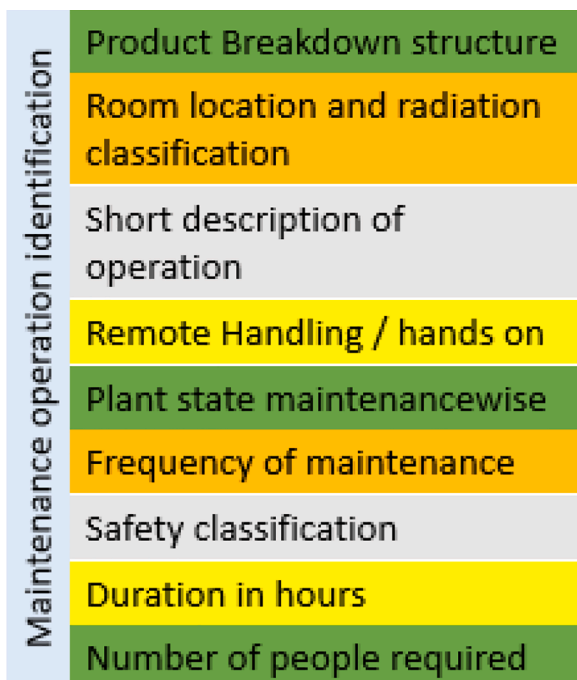 Maintenance operation identification
Product Breakdown structure
Room location and radiation
classification
Short description of
operation
Remote Handling / hands on
Plant state maintenancewise
Frequency of maintenance
Safety classification
Duration in hours
Number of people required